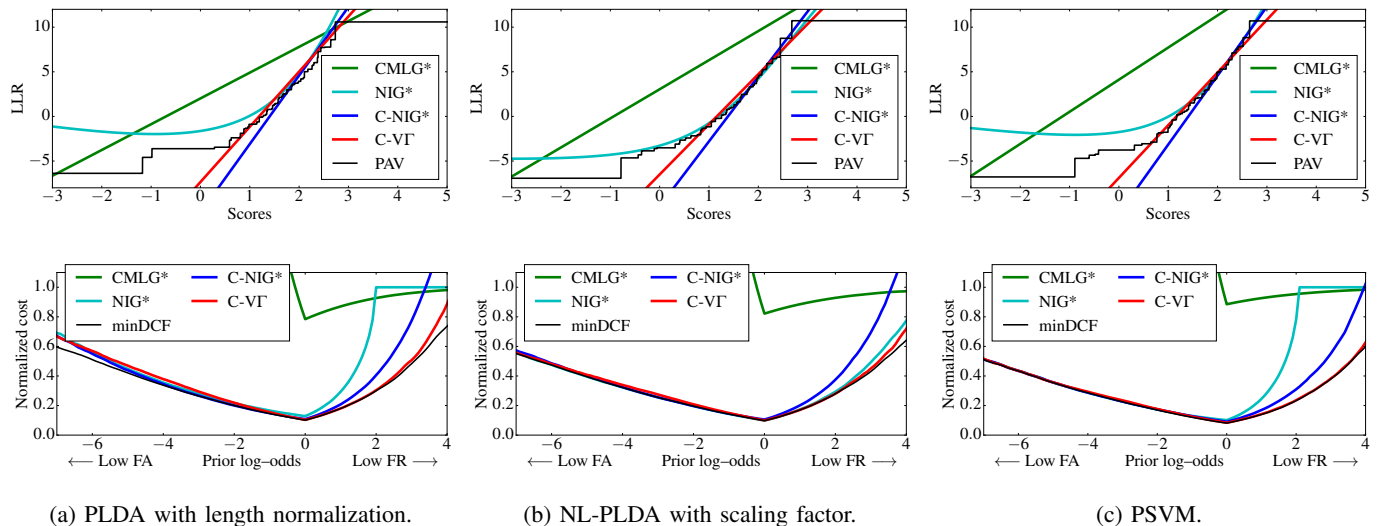 10
5
0
−5
LLR
CMLG*
NIG*
C-NIG*
C-VΓ
PAV
−3 −2 −1 0 1 2 3 4 5
Scores
10
5
0
−5
LLR
CMLG*
NIG*
C-NIG*
C-VΓ
PAV
−3 −2 −1 0 1 2 3 4 5
Scores
10
5
0
−5
LLR
CMLG*
NIG*
C-NIG*
C-VΓ
PAV
−3 −2 −1 0 1 2 3 4 5
Scores
1.0
0.8
0.6
0.4
0.2
0.0
Normalized cost
CMLG* C-NIG*
NIG* C-VΓ
minDCF
−6 −4 −2 0 2 4
⟵ Low FA Prior log–odds Low FR ⟶
1.0
0.8
0.6
0.4
0.2
0.0
Normalized cost
CMLG* C-NIG*
NIG* C-VΓ
minDCF
−6 −4 −2 0 2 4
⟵ Low FA Prior log–odds Low FR ⟶
1.0
0.8
0.6
0.4
0.2
0.0
Normalized cost
CMLG* C-NIG*
NIG* C-VΓ
minDCF
−6 −4 −2 0 2 4
⟵ Low FA Prior log–odds Low FR ⟶
(a) PLDA with length normalization.
(b) NL-PLDA with scaling factor.
(c) PSVM.